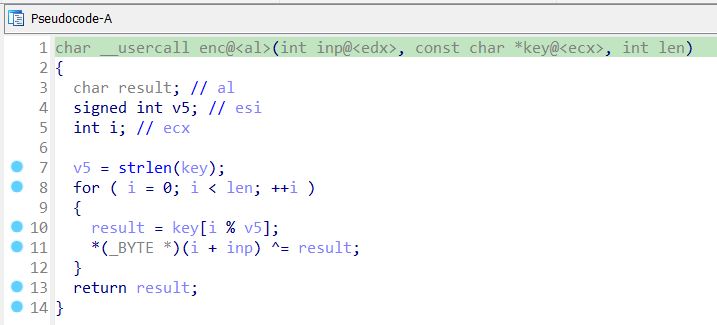 Pseudocode-A
1 char __usercall enc@<al>(int inp@<edx>, const char *key@<ecx>, int len)
2 {
3   char result; // al
4   signed int v5; // esi
5   int i; // ecx
6
7   v5 = strlen(key);
8   for ( i = 0; i < len; ++i )
9   {
10     result = key[i % v5];
11     *(_BYTE *)(i + inp) ^= result;
12   }
13   return result;
14 }